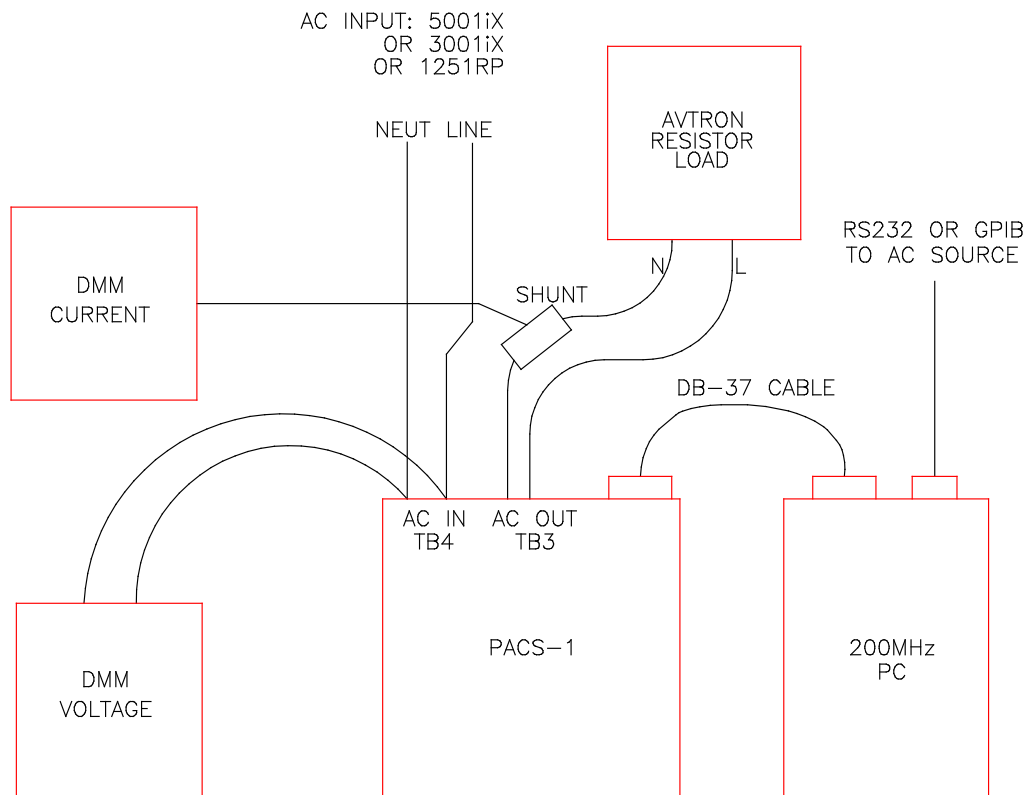 AC INPUT: 5001iX
OR 3001iX
OR 1251RP
NEUT LINE
AVTRON
RESISTOR
LOAD
RS232 OR GPIB
TO AC SOURCE
N
L
DMM
CURRENT
SHUNT
DB-37 CABLE
AC IN
TB4
AC OUT
TB3
PACS-1
200MHz
PC
DMM
VOLTAGE